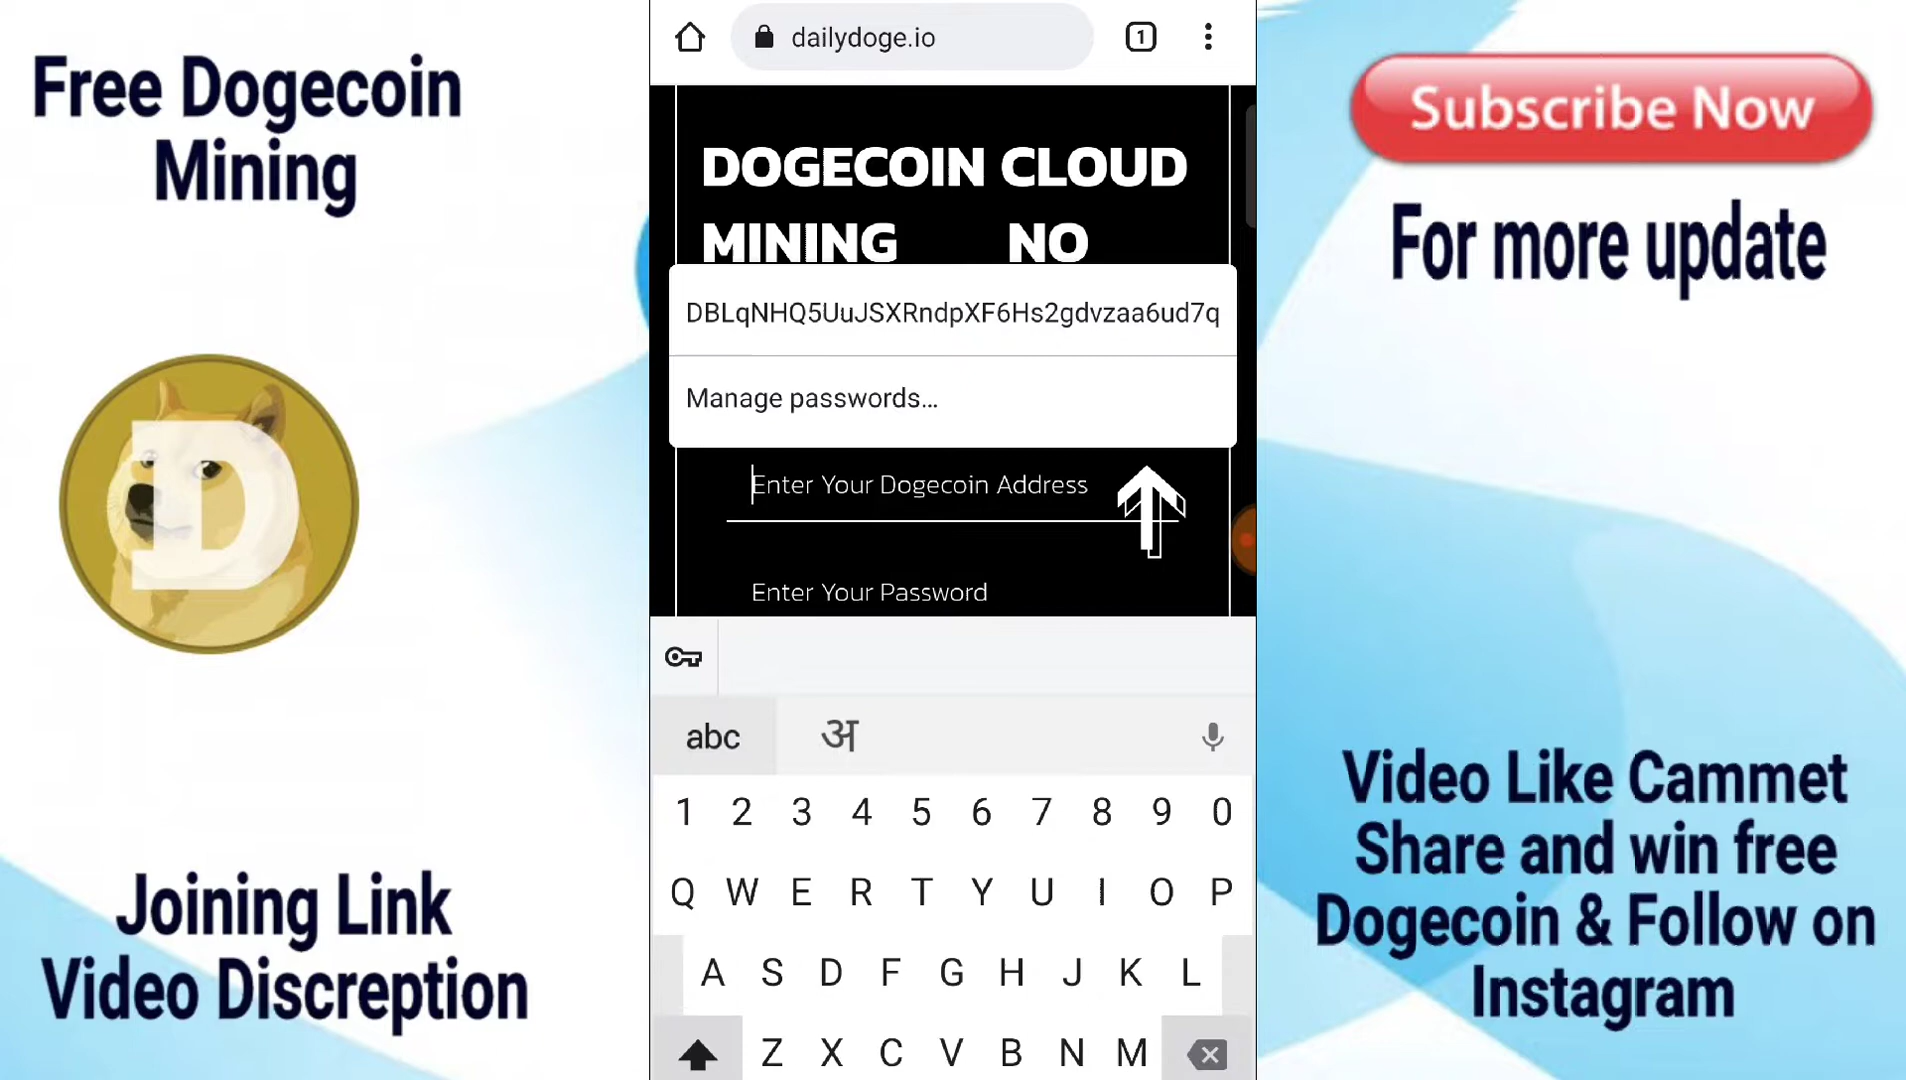 Free Dogecoin
Mining
Joining Link
Video Discreption
dailydoge.io
1
DOGECOIN CLOUD
MINING NO
DBLqNHQ5UuJSXRndpXF6Hs2gdvzaa6ud7q
Manage passwords...
Enter Your Dogecoin Address
Enter Your Password
abc अ
1 2 3 4 5 6 7 8 9 0
Q W E R T Y U I O P
A S D F G H J K L
Z X C V B N M
Subscribe Now
For more update
Video Like Cammet
Share and win free
Dogecoin & Follow on
Instagram